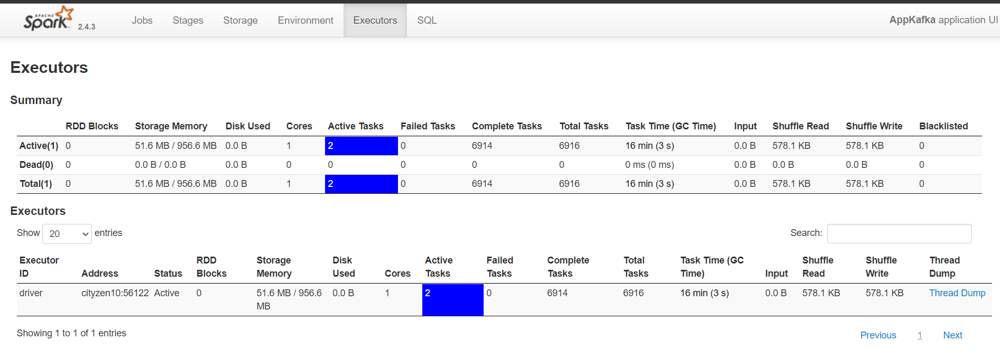 APACHE
Spark 2.4.3 Jobs Stages Storage Environment Executors SQL AppKafka application UI
Executors
Summary
RDD Blocks Storage Memory Disk Used Cores Active Tasks Failed Tasks Complete Tasks Total Tasks Task Time (GC Time) Input Shuffle Read Shuffle Write Blacklisted
Active(1) 0 51.6 MB / 956.6 MB 0.0 B 1 2 0 6914 6916 16 min (3 s) 0.0 B 578.1 KB 578.1 KB 0
Dead(0) 0 0.0 B / 0.0 B 0.0 B 0 0 0 0 0 0 ms (0 ms) 0.0 B 0.0 B 0.0 B 0
Total(1) 0 51.6 MB / 956.6 MB 0.0 B 1 2 0 6914 6916 16 min (3 s) 0.0 B 578.1 KB 578.1 KB 0
Executors
Show 20 entries Search:
Executor RDD Storage Disk Active Failed Complete Total Task Time (GC Shuffle Shuffle Thread
ID Address Status Blocks Memory Used Cores Tasks Tasks Tasks Tasks Time) Input Read Write Dump
driver cityzen10:56122 Active 0 51.6 MB / 956.6 0.0 B 1 2 0 6914 6916 16 min (3 s) 0.0 B 578.1 KB 578.1 KB Thread Dump
MB
Showing 1 to 1 of 1 entries
Previous 1 Next